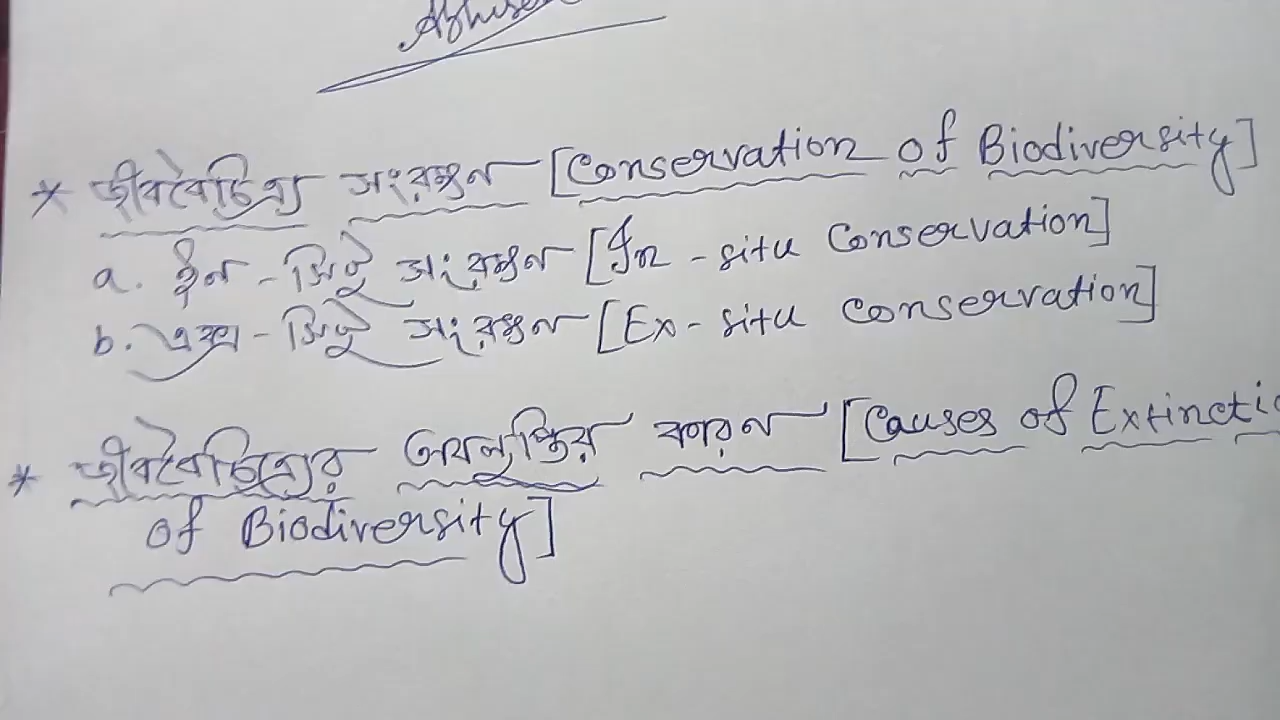 * জীববৈচিত্র্য সংরক্ষণ [Conservation of Biodiversity]
a. ইন - সিটু সংরক্ষণ [In - situ Conservation]
b. এক্স - সিটু সংরক্ষণ [Ex - situ Conservation]
* জীববৈচিত্র্যের অবলুপ্তির কারণ [Causes of Extincti
of Biodiversity]